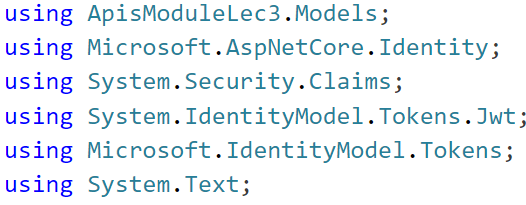 using ApisModuleLec3.Models;
using Microsoft.AspNetCore.Identity;
using System.Security.Claims;
using System.IdentityModel.Tokens.Jwt;
using Microsoft.IdentityModel.Tokens;
using System.Text;